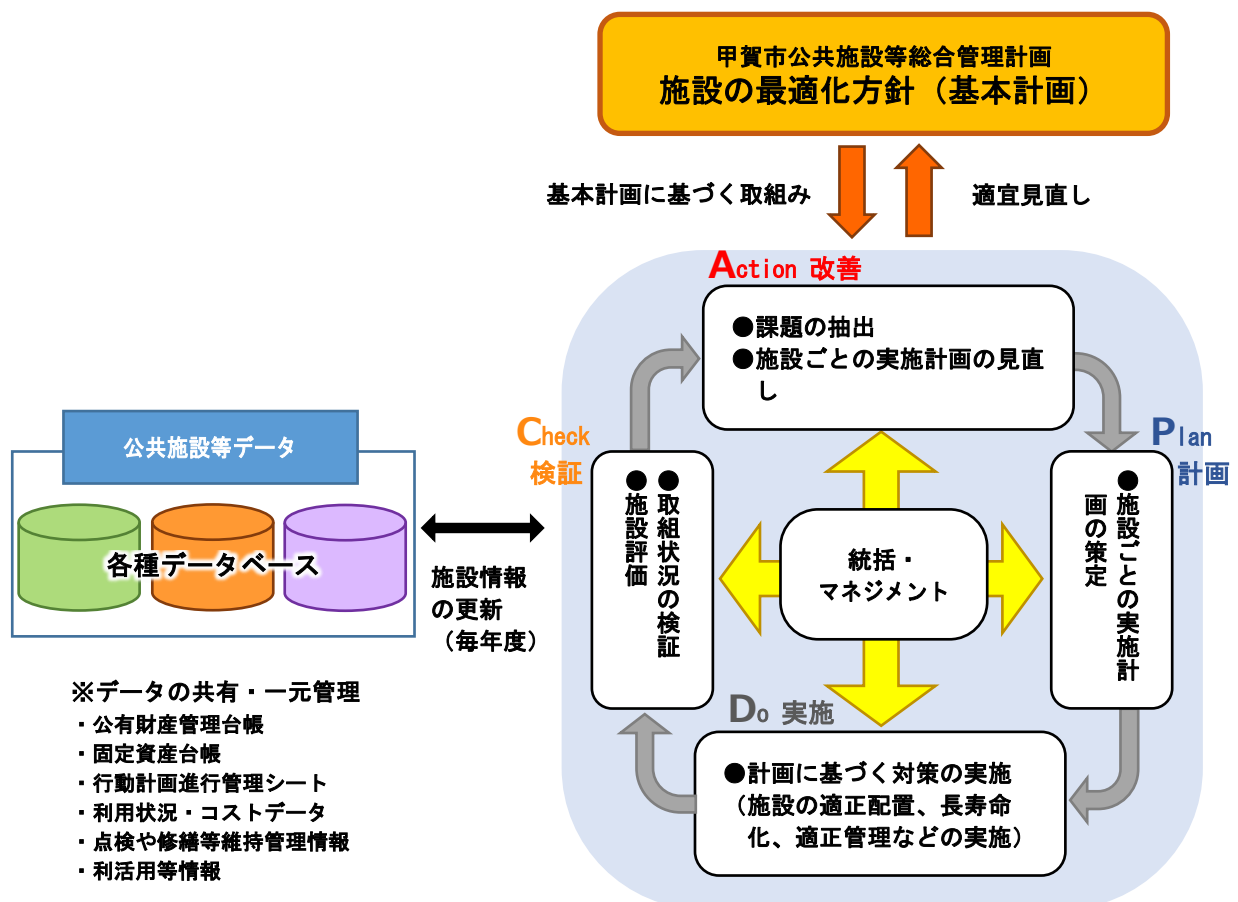 甲賀市公共施設等総合管理計画
施設の最適化方針（基本計画）
基本計画に基づく取組み
適宜見直し
Action 改善
●課題の抽出
●施設ごとの実施計画の見直
し
Plan
計画
●施設ごとの実施計
画の策定
Check
検証
●取組状況の検証
●施設評価
統括・
マネジメント
Do 実施
●計画に基づく対策の実施
（施設の適正配置、長寿命
化、適正管理などの実施）
公共施設等データ
各種データベース
施設情報
の更新
（毎年度）
※データの共有・一元管理
・公有財産管理台帳
・固定資産台帳
・行動計画進行管理シート
・利用状況・コストデータ
・点検や修繕等維持管理情報
・利活用等情報